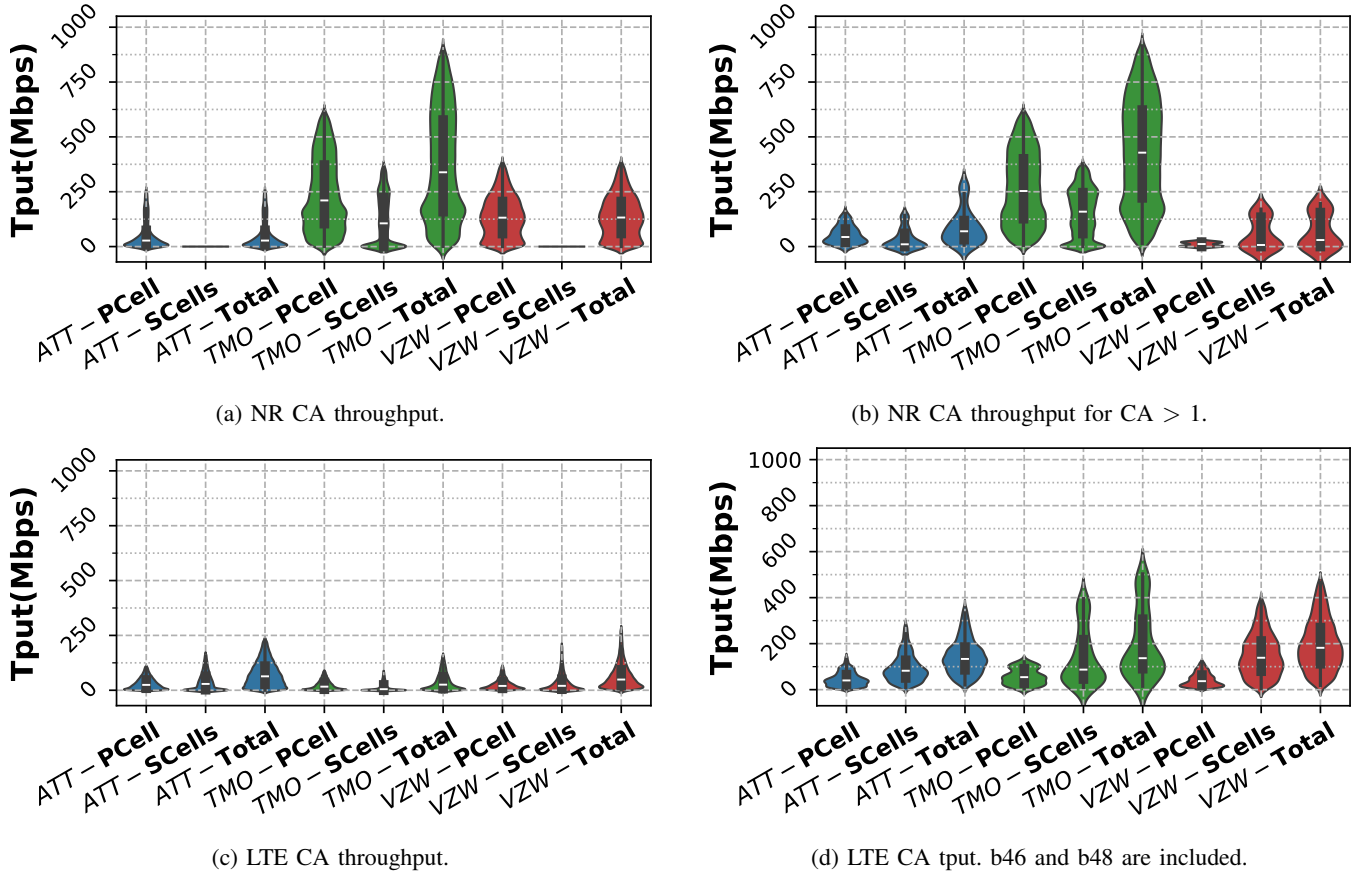 Tput(Mbps)
1000
750
500
250
0
ATT − PCell
ATT − SCells
ATT − Total
TMO − PCell
TMO − SCells
TMO − Total
VZW − PCell
VZW − SCells
VZW − Total
(a) NR CA throughput.
Tput(Mbps)
1000
750
500
250
0
ATT − PCell
ATT − SCells
ATT − Total
TMO − PCell
TMO − SCells
TMO − Total
VZW − PCell
VZW − SCells
VZW − Total
(b) NR CA throughput for CA > 1.
Tput(Mbps)
1000
750
500
250
0
ATT − PCell
ATT − SCells
ATT − Total
TMO − PCell
TMO − SCells
TMO − Total
VZW − PCell
VZW − SCells
VZW − Total
(c) LTE CA throughput.
Tput(Mbps)
1000
800
600
400
200
0
ATT − PCell
ATT − SCells
ATT − Total
TMO − PCell
TMO − SCells
TMO − Total
VZW − PCell
VZW − SCells
VZW − Total
(d) LTE CA tput. b46 and b48 are included.